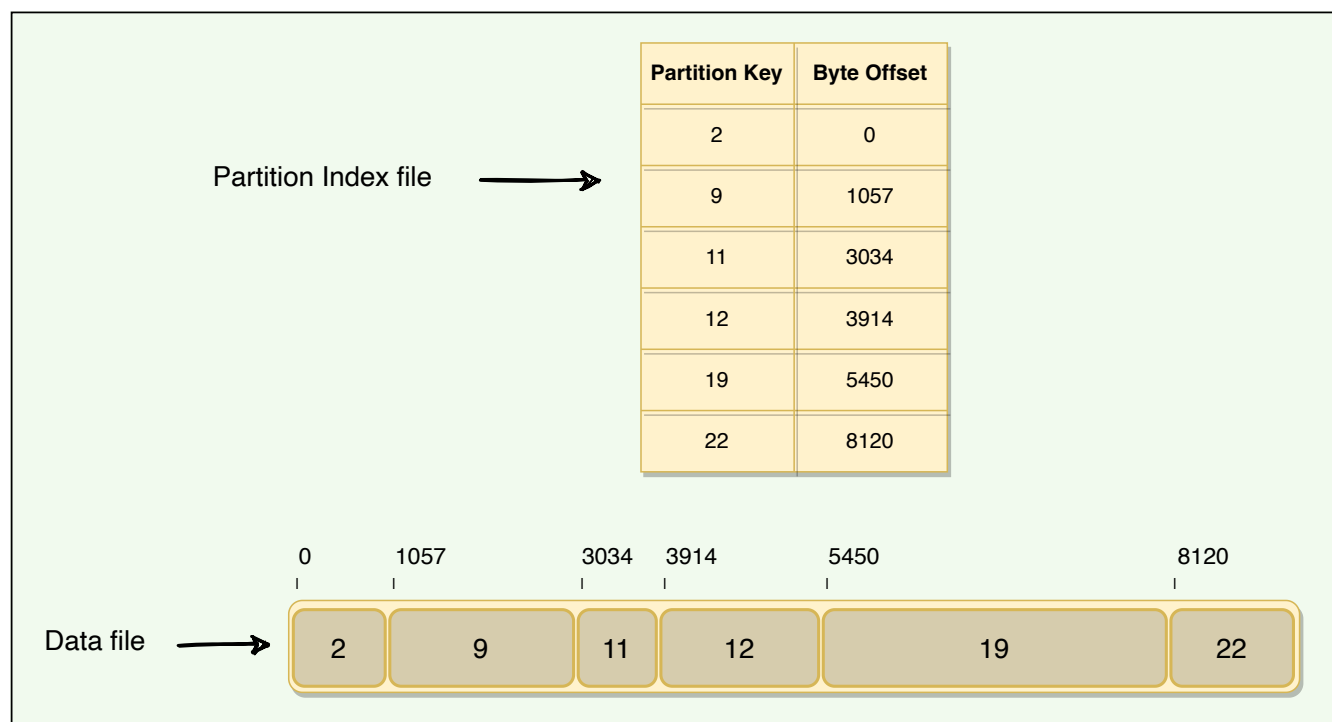 Partition Key Byte Offset
2 0
Partition Index file
9 1057
11 3034
12 3914
19 5450
22 8120
0 1057 3034 3914 5450 8120
Data file
2 9 11 12 19 22